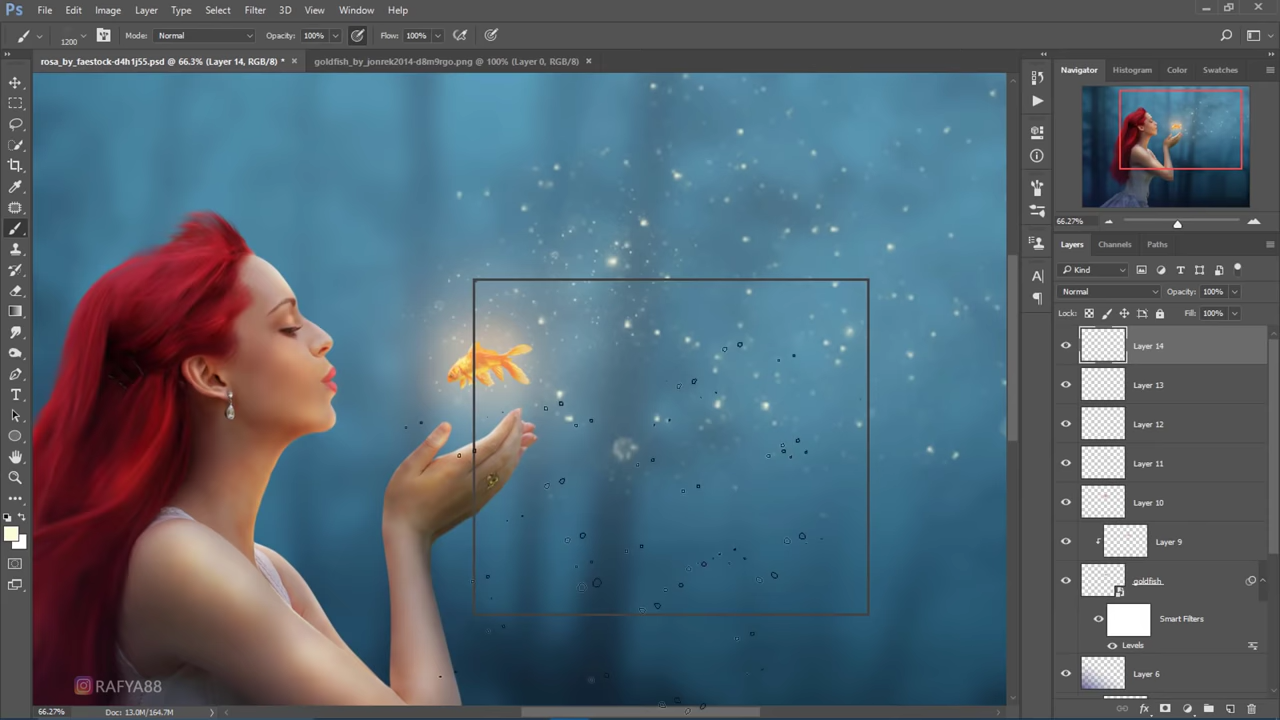 Ps File Edit Image Layer Type Select Filter 3D View Window Help
1200 Mode: Normal Opacity: 100% Flow: 100%
rosa_by_faestock-d4h1j55.psd @ 66.3% (Layer 14, RGB/8) * × goldfish_by_jonrek2014-d8m9rgo.png @ 100% (Layer 0, RGB/8) ×
Navigator Histogram Color Swatches
66.27%
Layers Channels Paths
Kind
Normal Opacity: 100%
Lock: Fill: 100%
Layer 14
Layer 13
Layer 12
Layer 11
Layer 10
Layer 9
goldfish
Smart Filters
Levels
Layer 6
RAFYA88
66.27% Doc: 13.0M/164.7M